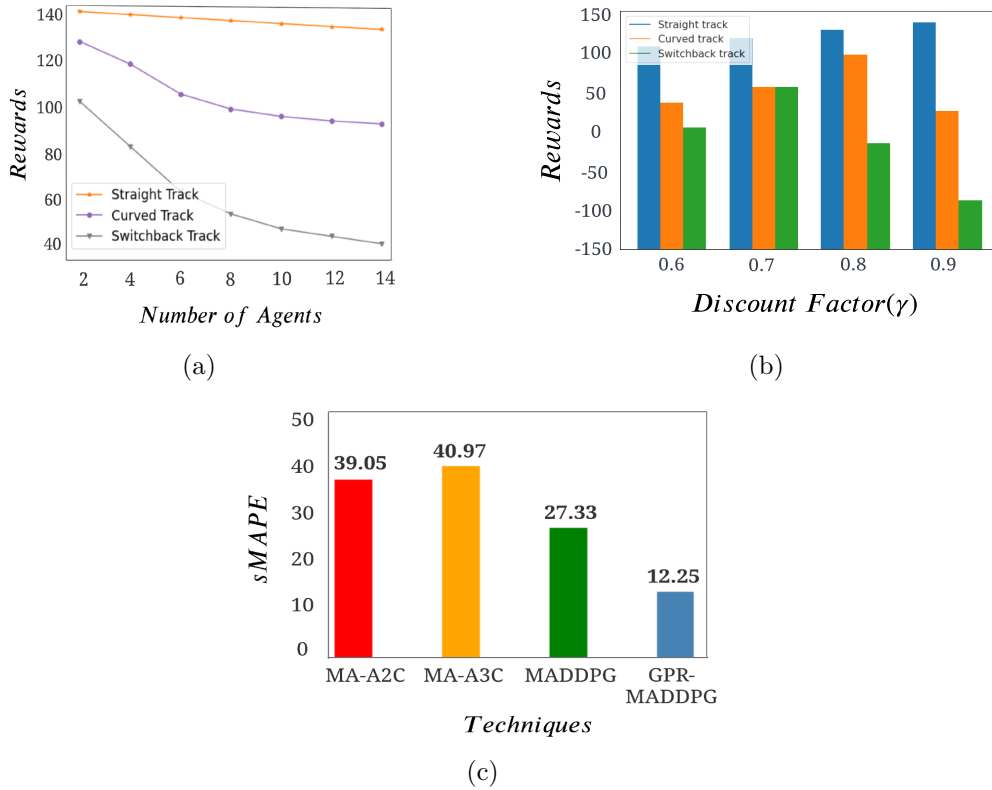 140
120
100
80
60
40
Rewards
Straight Track
Curved Track
Switchback Track
2 4 6 8 10 12 14
Number of Agents
(a)
150
100
50
0
-50
-100
-150
Rewards
Straight track
Curved track
Switchback track
0.6 0.7 0.8 0.9
Discount Factor(γ)
(b)
50
40
30
20
10
0
sMAPE
39.05
40.97
27.33
12.25
MA-A2C MA-A3C MADDPG GPR-
MADDPG
Techniques
(c)